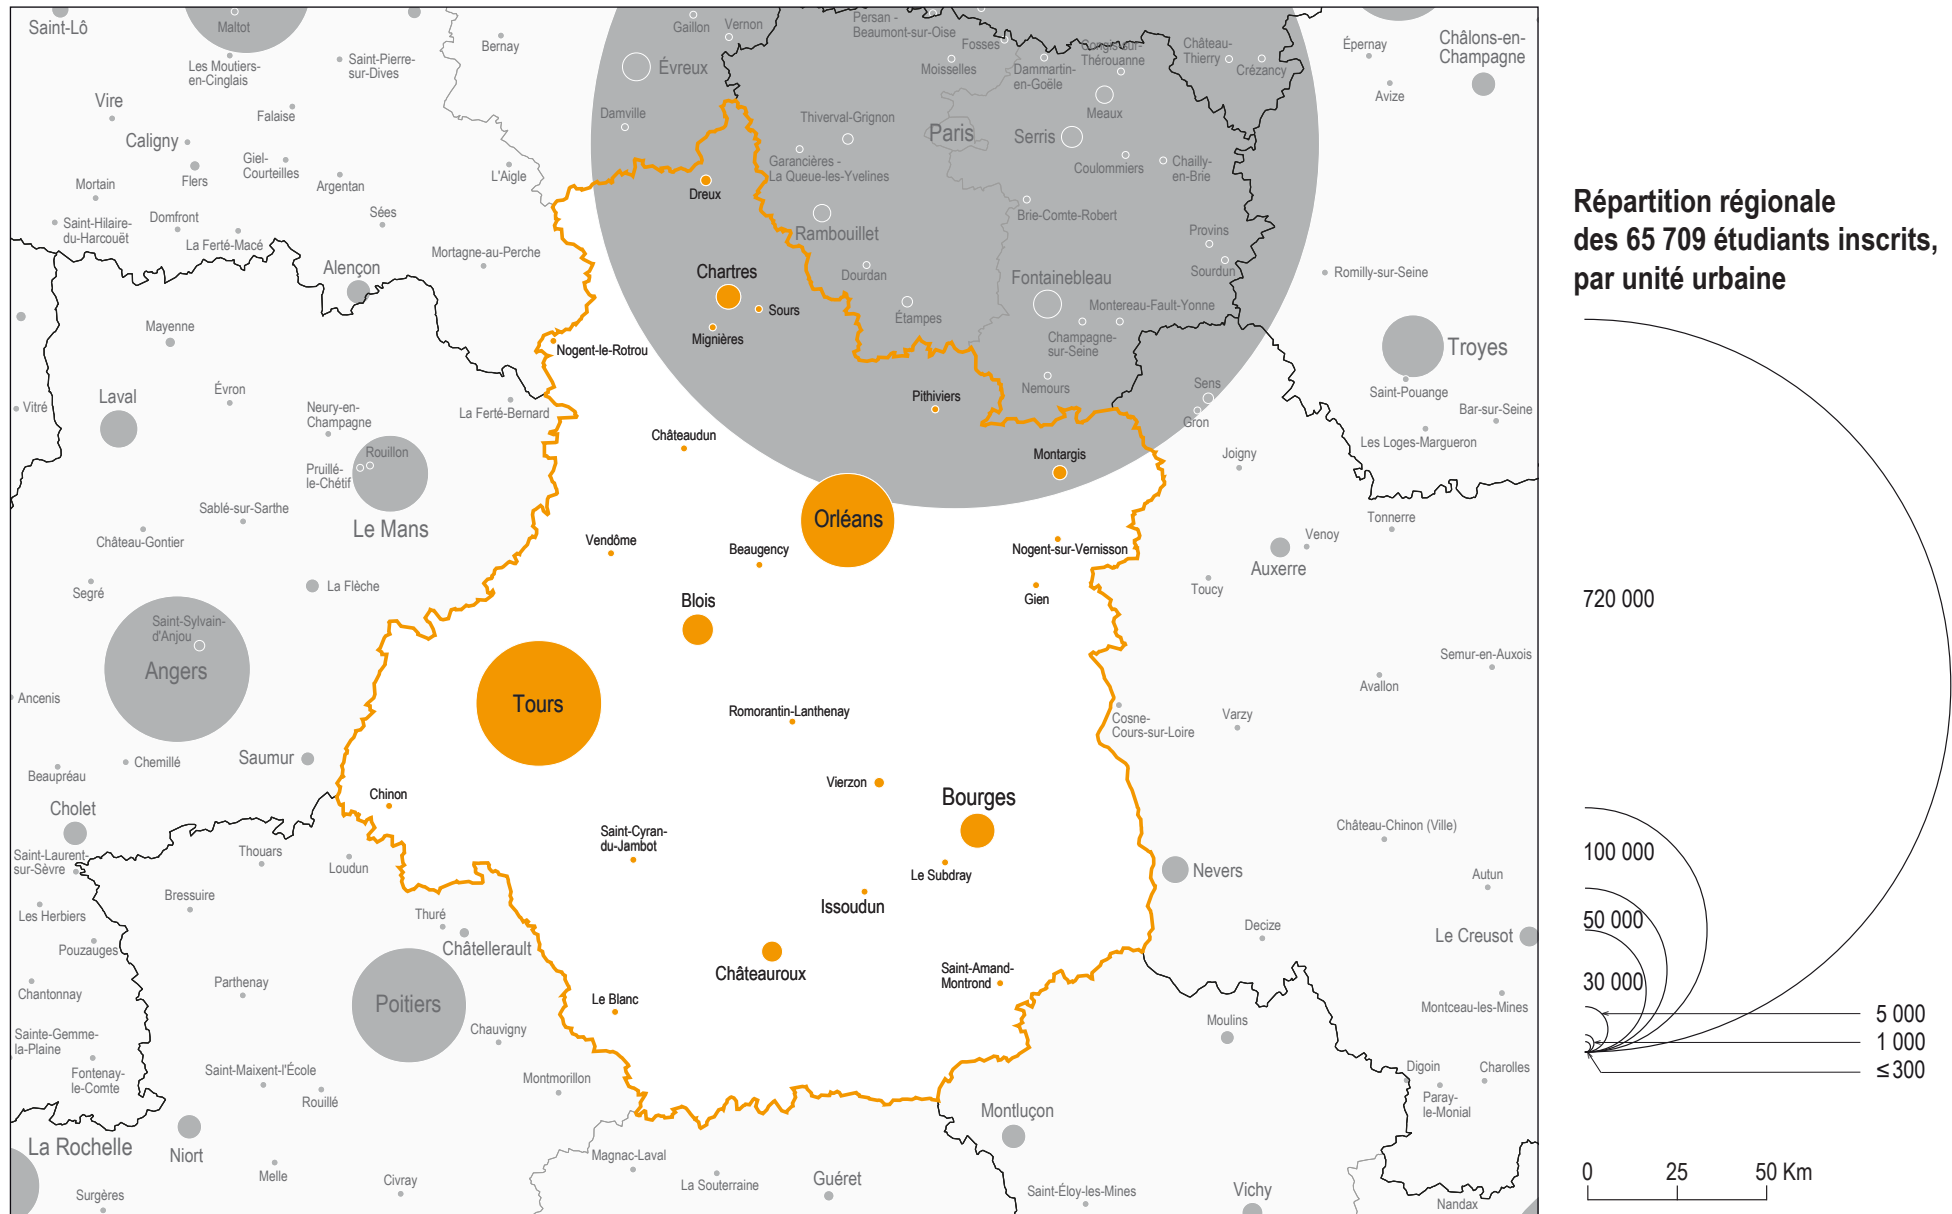 Saint-Lô
Maltot
Les Moutiers-
en-Cinglais
Saint-Pierre-
sur-Dives
Bernay
Gaillon
Vernon
Persan -
Beaumont-sur-Oise
Fosses
Moisselles
Dammartin-
en-Goële
Congis-sur-
Thérouanne
Château-
Thierry
Crézancy
Épernay
Avize
Châlons-en-
Champagne
Évreux
Vire
Falaise
Caligny
Flers
Giel-
Courteilles
Argentan
L'Aigle
Damville
Thiverval-Grignon
Paris
Serris
Meaux
Garancières -
La Queue-les-Yvelines
Coulommiers
Chailly-
en-Brie
Mortain
Saint-Hilaire-
du-Harcouët
Domfront
La Ferté-Macé
Sées
Mortagne-au-Perche
Alençon
Dreux
Rambouillet
Brie-Comte-Robert
Provins
Sourdun
Romilly-sur-Seine
Chartres
Sours
Mignières
Dourdan
Étampes
Fontainebleau
Montereau-Fault-Yonne
Champagne-
sur-Seine
Mayenne
Nogent-le-Rotrou
Troyes
Saint-Pouange
Bar-sur-Seine
Les Loges-Margueron
Vitré
Laval
Évron
Neury-en-
Champagne
La Ferté-Bernard
Nemours
Sens
Gron
Pithiviers
Châteaudun
Montargis
Joigny
Rouillon
Pruillé-
le-Chétif
Le Mans
Sablé-sur-Sarthe
Château-Gontier
Orléans
Tonnerre
Venoy
Auxerre
Toucy
Vendôme
Beaugency
Nogent-sur-Vernisson
Gien
Segré
La Flèche
Blois
Saint-Sylvain-
d'Anjou
Angers
Semur-en-Auxois
Avallon
Ancenis
Tours
Romorantin-Lanthenay
Cosne-
Cours-sur-Loire
Varzy
Chemillé
Saumur
Beaupréau
Cholet
Chinon
Vierzon
Bourges
Château-Chinon (Ville)
Saint-Laurent-
sur-Sèvre
Thouars
Loudun
Saint-Cyran-
du-Jambot
Le Subdray
Nevers
Autun
Bressuire
Issoudun
Les Herbiers
Pouzauges
Thuré
Châtellerault
Decize
Le Creusot
Chantonnay
Parthenay
Poitiers
Le Blanc
Châteauroux
Saint-Amand-
Montrond
Montceau-les-Mines
Sainte-Gemme-
la-Plaine
Fontenay-
le-Comte
Chauvigny
Moulins
Saint-Maixent-l'École
Rouillé
Montmorillon
Digoin
Charolles
Paray-
le-Monial
La Rochelle
Niort
Montluçon
Melle
Civray
Magnac-Laval
La Souterraine
Guéret
Surgères
Saint-Éloy-les-Mines
Vichy
Nandax
Répartition régionale
des 65 709 étudiants inscrits,
par unité urbaine
720 000
100 000
50 000
30 000
5 000
1 000
≤ 300
0 25 50 Km